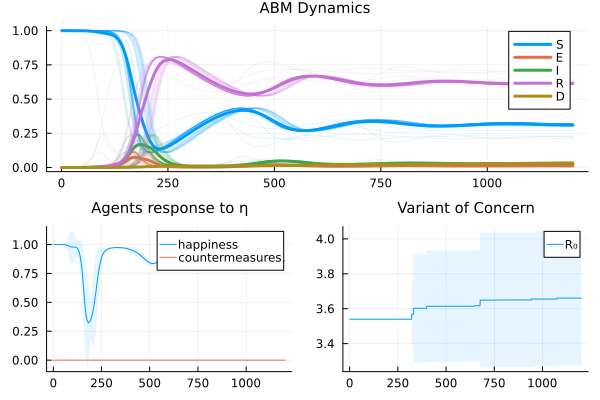 ABM Dynamics
1.00
0.75
0.50
0.25
0.00
0
250
500
750
1000
S
E
I
R
D
Agents response to η
1.00
0.75
0.50
0.25
0.00
0
250
500
750
1000
happiness
countermeasures
Variant of Concern
4.0
3.8
3.6
3.4
0
250
500
750
1000
R₀